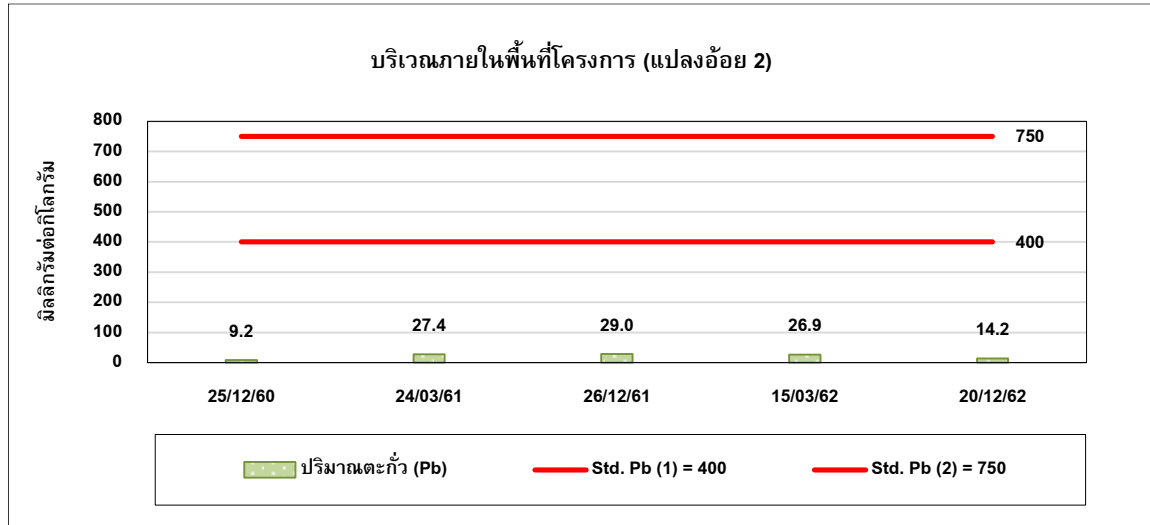 บริเวณภายในพื้นที่โครงการ (แปลงอ้อย 2)
มิลลิกรัมต่อกิโลกรัม
800
700
600
500
400
300
200
100
0
750
400
9.2 27.4 29.0 26.9 14.2
25/12/60 24/03/61 26/12/61 15/03/62 20/12/62
ปริมาณตะกั่ว (Pb) Std. Pb (1) = 400 Std. Pb (2) = 750